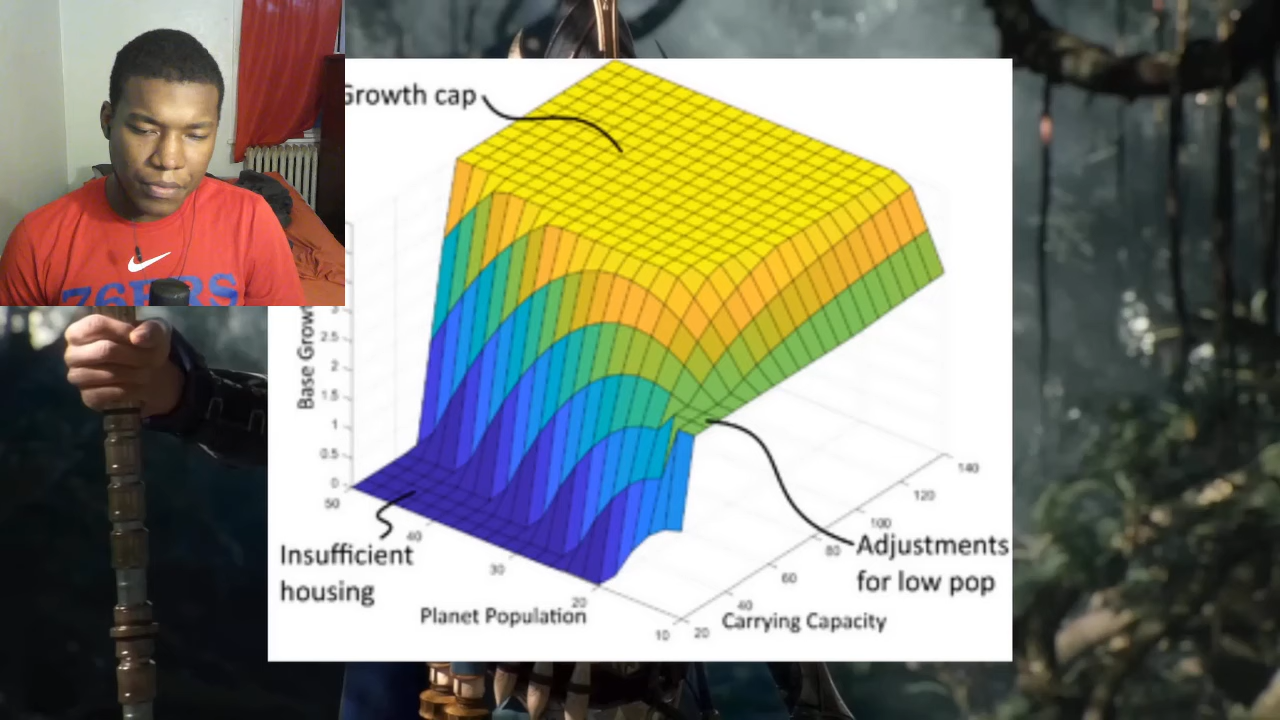 Growth cap
76ERS
3
2.5
2
1.5
1
0.5
0
Base Grow
50
40
30
20
10
Planet Population
20
40
60
80
100
120
140
Carrying Capacity
Insufficient
housing
Adjustments
for low pop